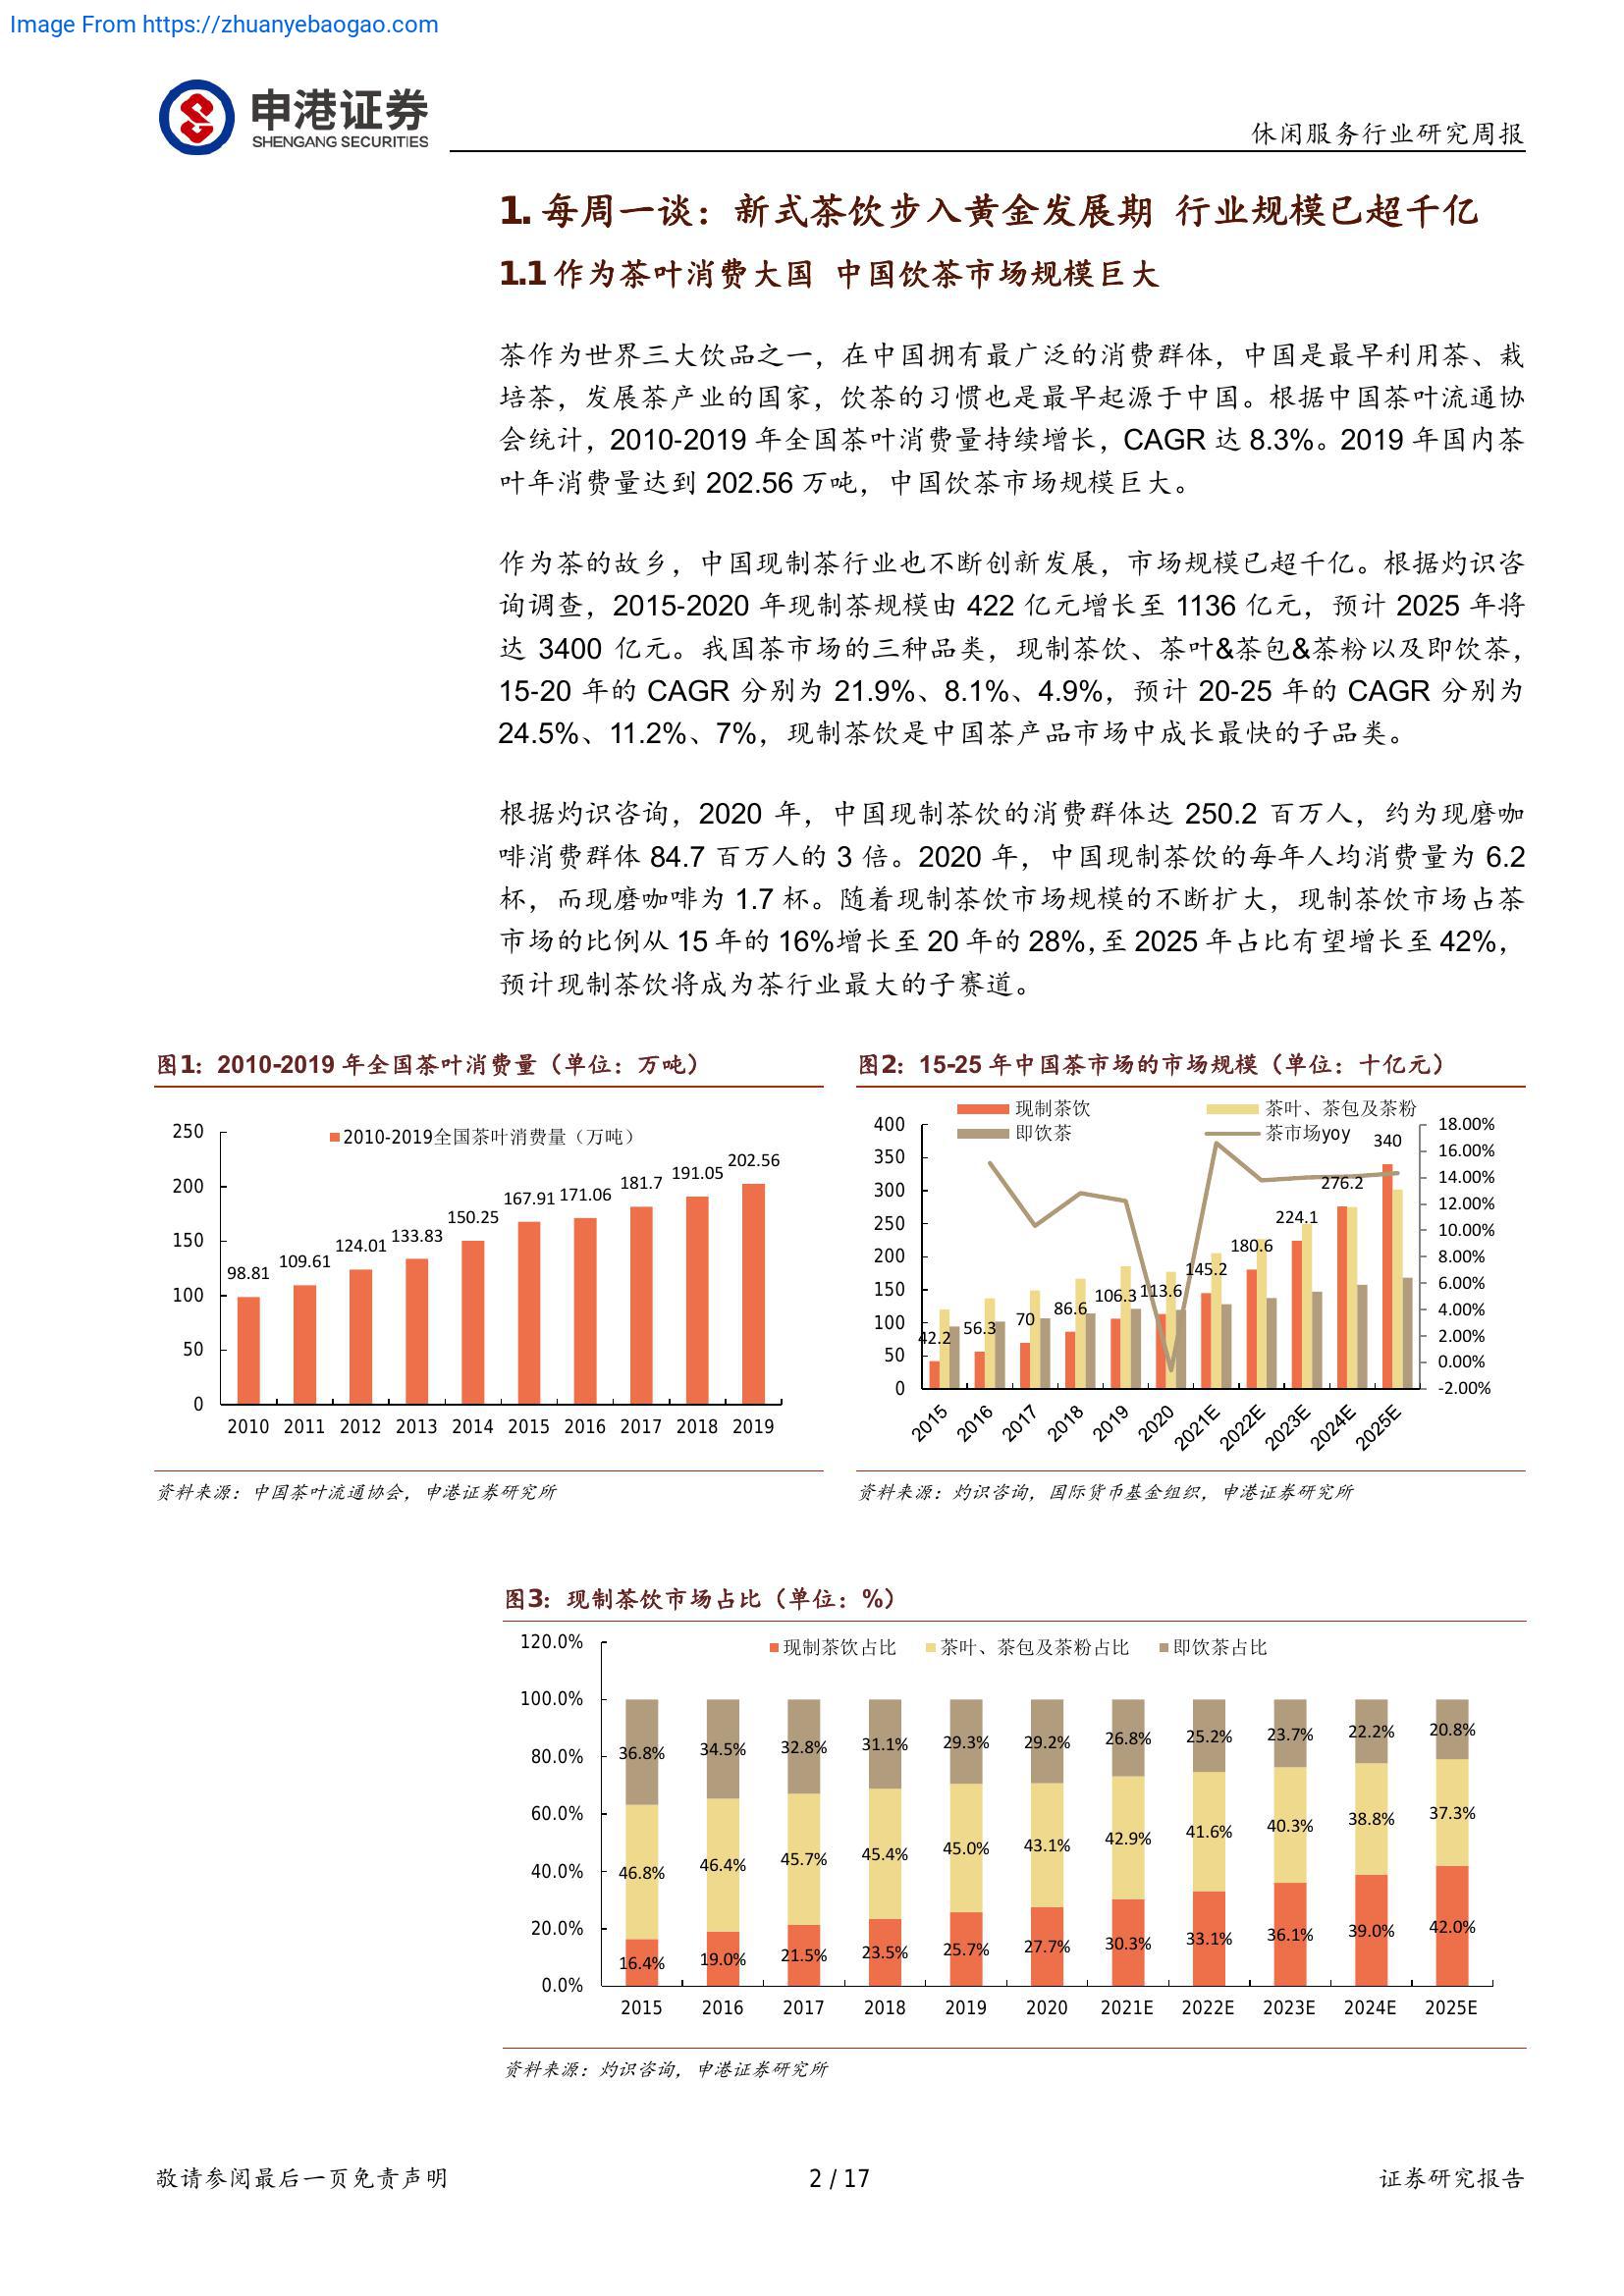 Image From https://zhuanyebaogao.com
申港证券
SHENGANG SECURITIES
休闲服务行业研究周报
1. 每周一谈：新式茶饮步入黄金发展期 行业规模已超千亿
1.1 作为茶叶消费大国 中国饮茶市场规模巨大
茶作为世界三大饮品之一，在中国拥有最广泛的消费群体，中国是最早利用茶、栽
培茶，发展茶产业的国家，饮茶的习惯也是最早起源于中国。根据中国茶叶流通协
会统计，2010-2019 年全国茶叶消费量持续增长，CAGR 达 8.3%。2019 年国内茶
叶年消费量达到 202.56 万吨，中国饮茶市场规模巨大。
作为茶的故乡，中国现制茶行业也不断创新发展，市场规模已超千亿。根据灼识咨
询调查，2015-2020 年现制茶规模由 422 亿元增长至 1136 亿元，预计 2025 年将
达 3400 亿元。我国茶市场的三种品类，现制茶饮、茶叶&茶包&茶粉以及即饮茶，
15-20 年的 CAGR 分别为 21.9%、8.1%、4.9%，预计 20-25 年的 CAGR 分别为
24.5%、11.2%、7%，现制茶饮是中国茶产品市场中成长最快的子品类。
根据灼识咨询，2020 年，中国现制茶饮的消费群体达 250.2 百万人，约为现磨咖
啡消费群体 84.7 百万人的 3 倍。2020 年，中国现制茶饮的每年人均消费量为 6.2
杯，而现磨咖啡为 1.7 杯。随着现制茶饮市场规模的不断扩大，现制茶饮市场占茶
市场的比例从 15 年的 16%增长至 20 年的 28%，至 2025 年占比有望增长至 42%，
预计现制茶饮将成为茶行业最大的子赛道。
图1：2010-2019 年全国茶叶消费量（单位：万吨）
2010-2019全国茶叶消费量（万吨）
250
200
150
100
50
0
98.81 109.61 124.01 133.83 150.25 167.91 171.06 181.7 191.05 202.56
2010 2011 2012 2013 2014 2015 2016 2017 2018 2019
资料来源：中国茶叶流通协会，申港证券研究所
图2：15-25 年中国茶市场的市场规模（单位：十亿元）
现制茶饮 茶叶、茶包及茶粉
即饮茶 茶市场yoy
400
350
300
250
200
150
100
50
0
42.2 56.3 70 86.6 106.3 113.6 145.2 180.6 224.1 276.2 340
18.00%
16.00%
14.00%
12.00%
10.00%
8.00%
6.00%
4.00%
2.00%
0.00%
-2.00%
2015 2016 2017 2018 2019 2020 2021E 2022E 2023E 2024E 2025E
资料来源：灼识咨询，国际货币基金组织，申港证券研究所
图3：现制茶饮市场占比（单位：%）
现制茶饮占比 茶叶、茶包及茶粉占比 即饮茶占比
120.0%
100.0%
80.0%
60.0%
40.0%
20.0%
0.0%
36.8% 34.5% 32.8% 31.1% 29.3% 29.2% 26.8% 25.2% 23.7% 22.2% 20.8%
46.8% 46.4% 45.7% 45.4% 45.0% 43.1% 42.9% 41.6% 40.3% 38.8% 37.3%
16.4% 19.0% 21.5% 23.5% 25.7% 27.7% 30.3% 33.1% 36.1% 39.0% 42.0%
2015 2016 2017 2018 2019 2020 2021E 2022E 2023E 2024E 2025E
资料来源：灼识咨询，申港证券研究所
敬请参阅最后一页免责声明
2 / 17
证券研究报告